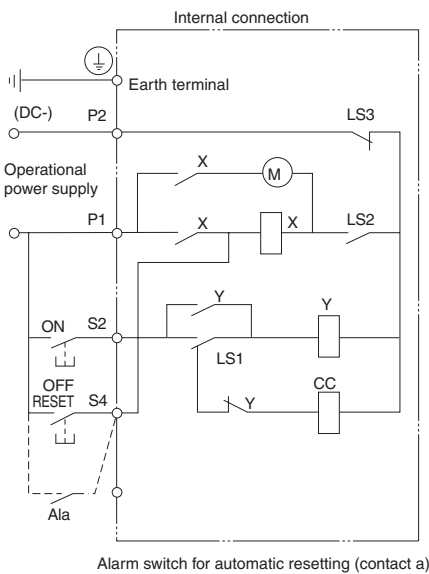 Internal connection
Earth terminal
(DC-)
P2
LS3
Operational
power supply
X
M
P1
X
X
LS2
Y
Y
ON
S2
LS1
OFF
RESET
S4
CC
Y
Ala
Alarm switch for automatic resetting (contact a)